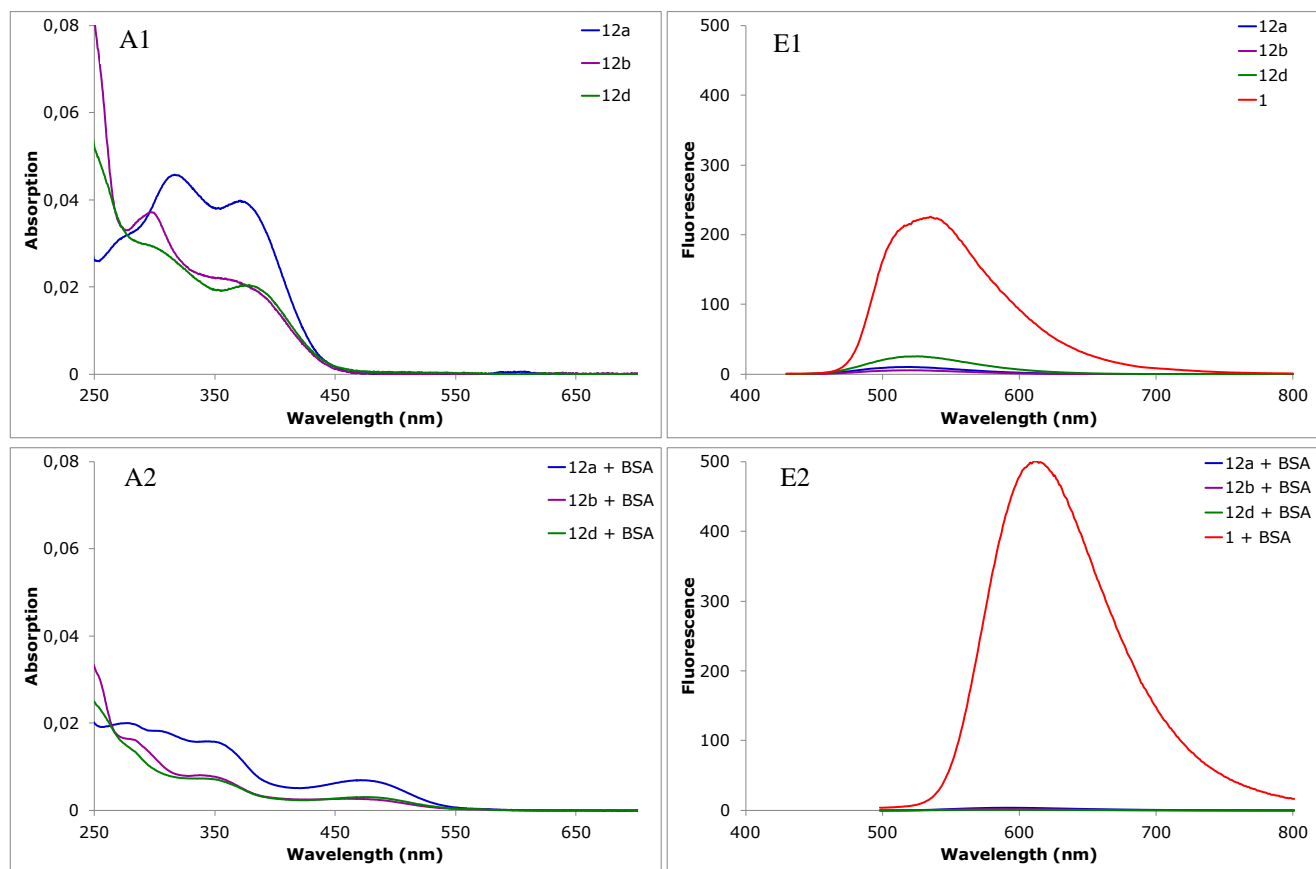 A1
12a
12b
12d
0,08
0,06
0,04
0,02
0
Absorption
250
350
450
550
650
Wavelength (nm)
E1
12a
12b
12d
1
500
400
300
200
100
0
Fluorescence
400
500
600
700
800
Wavelength (nm)
A2
12a + BSA
12b + BSA
12d + BSA
0,08
0,06
0,04
0,02
0
Absorption
250
350
450
550
650
Wavelength (nm)
E2
12a + BSA
12b + BSA
12d + BSA
1 + BSA
500
400
300
200
100
0
Fluorescence
400
500
600
700
800
Wavelength (nm)